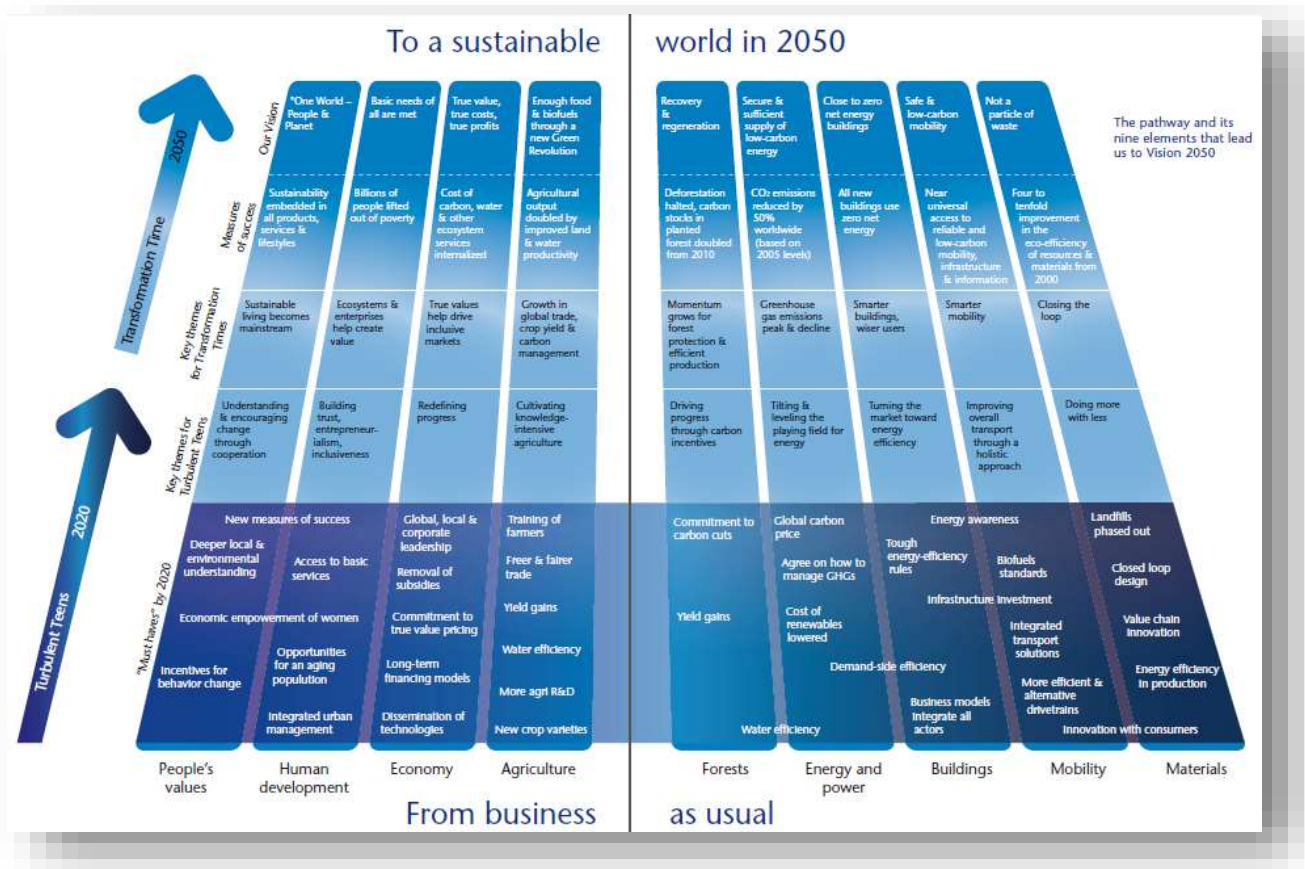 To a sustainable world in 2050
The pathway and its
nine elements that lead
us to Vision 2050
2050
Transformation Time
2020
Turbulent Teens
Our Vision
"One World –
People &
Planet
Basic needs of
all are met
True value,
true costs,
true profits
Enough food
& biofuels
through a
new Green
Revolution
Recovery
&
regeneration
Secure &
sufficient
supply of
low-carbon
energy
Close to zero
net energy
buildings
Safe &
low-carbon
mobility
Not a
particle of
waste
Measures
of success
Sustainability
embedded in
all products,
services &
lifestyles
Billions of
people lifted
out of poverty
Cost of
carbon, water
& other
ecosystem
services
internalized
Agricultural
output
doubled by
improved land
& water
productivity
Deforestation
halted, carbon
stocks in
planted
forest doubled
from 2010
CO2 emissions
reduced by
50%
worldwide
(based on
2005 levels)
All new
buildings use
zero net
energy
Near
universal
access to
reliable and
low-carbon
mobility,
infrastructure
& information
Four to
tenfold
improvement
in the
eco-efficiency
of resources &
materials from
2000
Key themes
for Transformation
Times
Sustainable
living becomes
mainstream
Ecosystems &
enterprises
help create
value
True values
help drive
inclusive
markets
Growth in
global trade,
crop yield &
carbon
management
Momentum
grows for
forest
protection &
efficient
production
Greenhouse
gas emissions
peak & decline
Smarter
buildings,
wiser users
Smarter
mobility
Closing the
loop
Key themes for
Turbulent Teens
Understanding
& encouraging
change
through
cooperation
Building
trust,
entrepreneur-
ialism,
inclusiveness
Redefining
progress
Cultivating
knowledge-
intensive
agriculture
Driving
progress
through carbon
incentives
Tilting &
leveling the
playing field for
energy
Turning the
market toward
energy
efficiency
Improving
overall
transport
through a
holistic
approach
Doing more
with less
"Must haves" by 2020
New measures of success
Deeper local &
environmental
understanding
Access to basic
services
Economic empowerment of women
Incentives for
behavior change
Opportunities
for an aging
population
Integrated urban
management
Global, local &
corporate
leadership
Removal of
subsidies
Commitment to
true value pricing
Long-term
financing models
Dissemination of
technologies
Training of
farmers
Freer & fairer
trade
Yield gains
Water efficiency
More agri R&D
New crop varieties
Commitment to
carbon cuts
Yield gains
Water efficiency
Global carbon
price
Agree on how to
manage GHGs
Cost of
renewables
lowered
Demand-side efficiency
Energy awareness
Tough
energy-efficiency
rules
Infrastructure investment
Business models
integrate all
actors
Biofuels
standards
Integrated
transport
solutions
More efficient &
alternative
drivetrains
Innovation with consumers
Landfills
phased out
Closed loop
design
Value chain
innovation
Energy efficiency
in production
People's
values
Human
development
Economy
Agriculture
Forests
Energy and
power
Buildings
Mobility
Materials
From business as usual